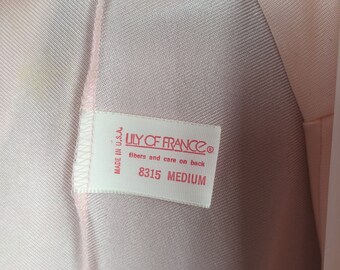 MADE IN U.S.A.
LILY OF FRANCE®
fibers and care on back
8315 MEDIUM